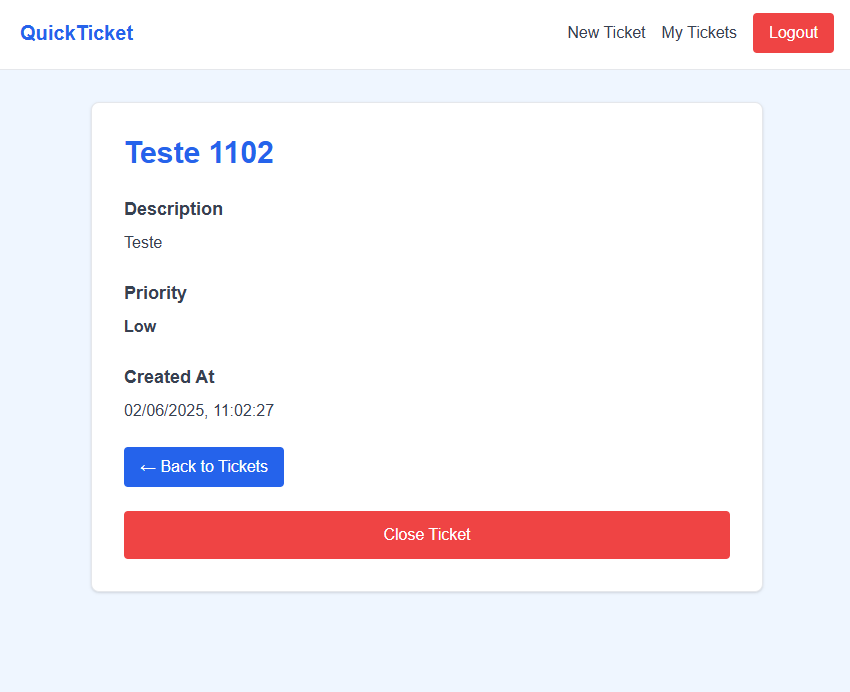 QuickTicket
New Ticket My Tickets Logout
Teste 1102
Description
Teste
Priority
Low
Created At
02/06/2025, 11:02:27
← Back to Tickets
Close Ticket